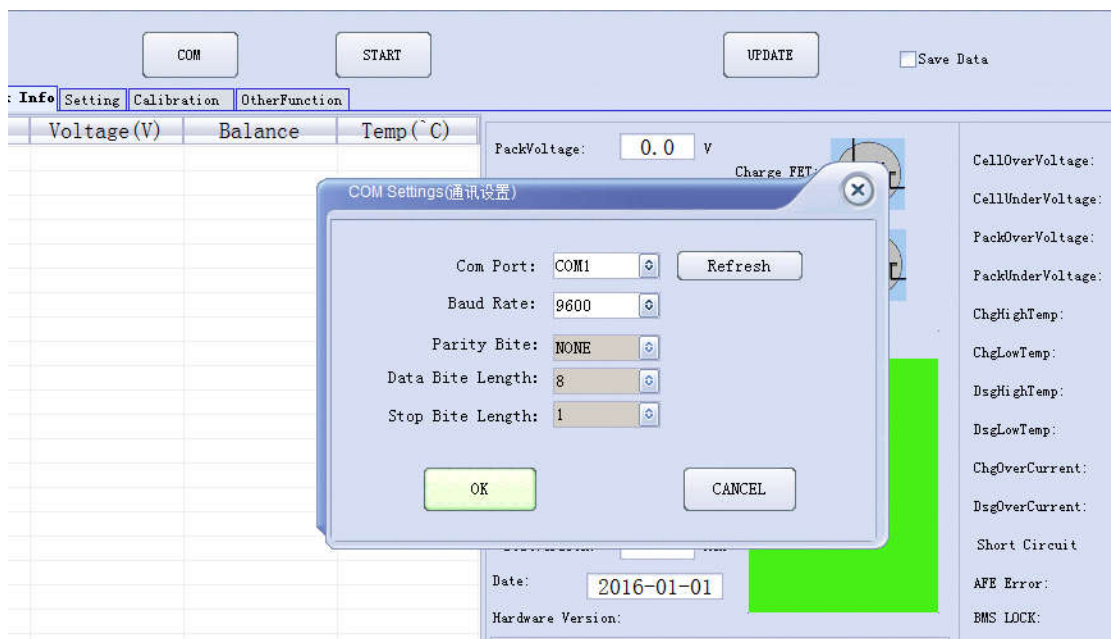 COM START UPDATE Save Data
Info Setting Calibration OtherFunction
Voltage(V) Balance Temp(`C)
PackVoltage: 0.0 V
Charge FET:
COM Settings(通讯设置)
Com Port: COM1 Refresh
Baud Rate: 9600
Parity Bite: NONE
Data Bite Length: 8
Stop Bite Length: 1
OK CANCEL
Date: 2016-01-01
Hardware Version:
CellOverVoltage:
CellUnderVoltage:
PackOverVoltage:
PackUnderVoltage:
ChgHighTemp:
ChgLowTemp:
DsgHighTemp:
DsgLowTemp:
ChgOverCurrent:
DsgOverCurrent:
Short Circuit
AFE Error:
BMS LOCK: